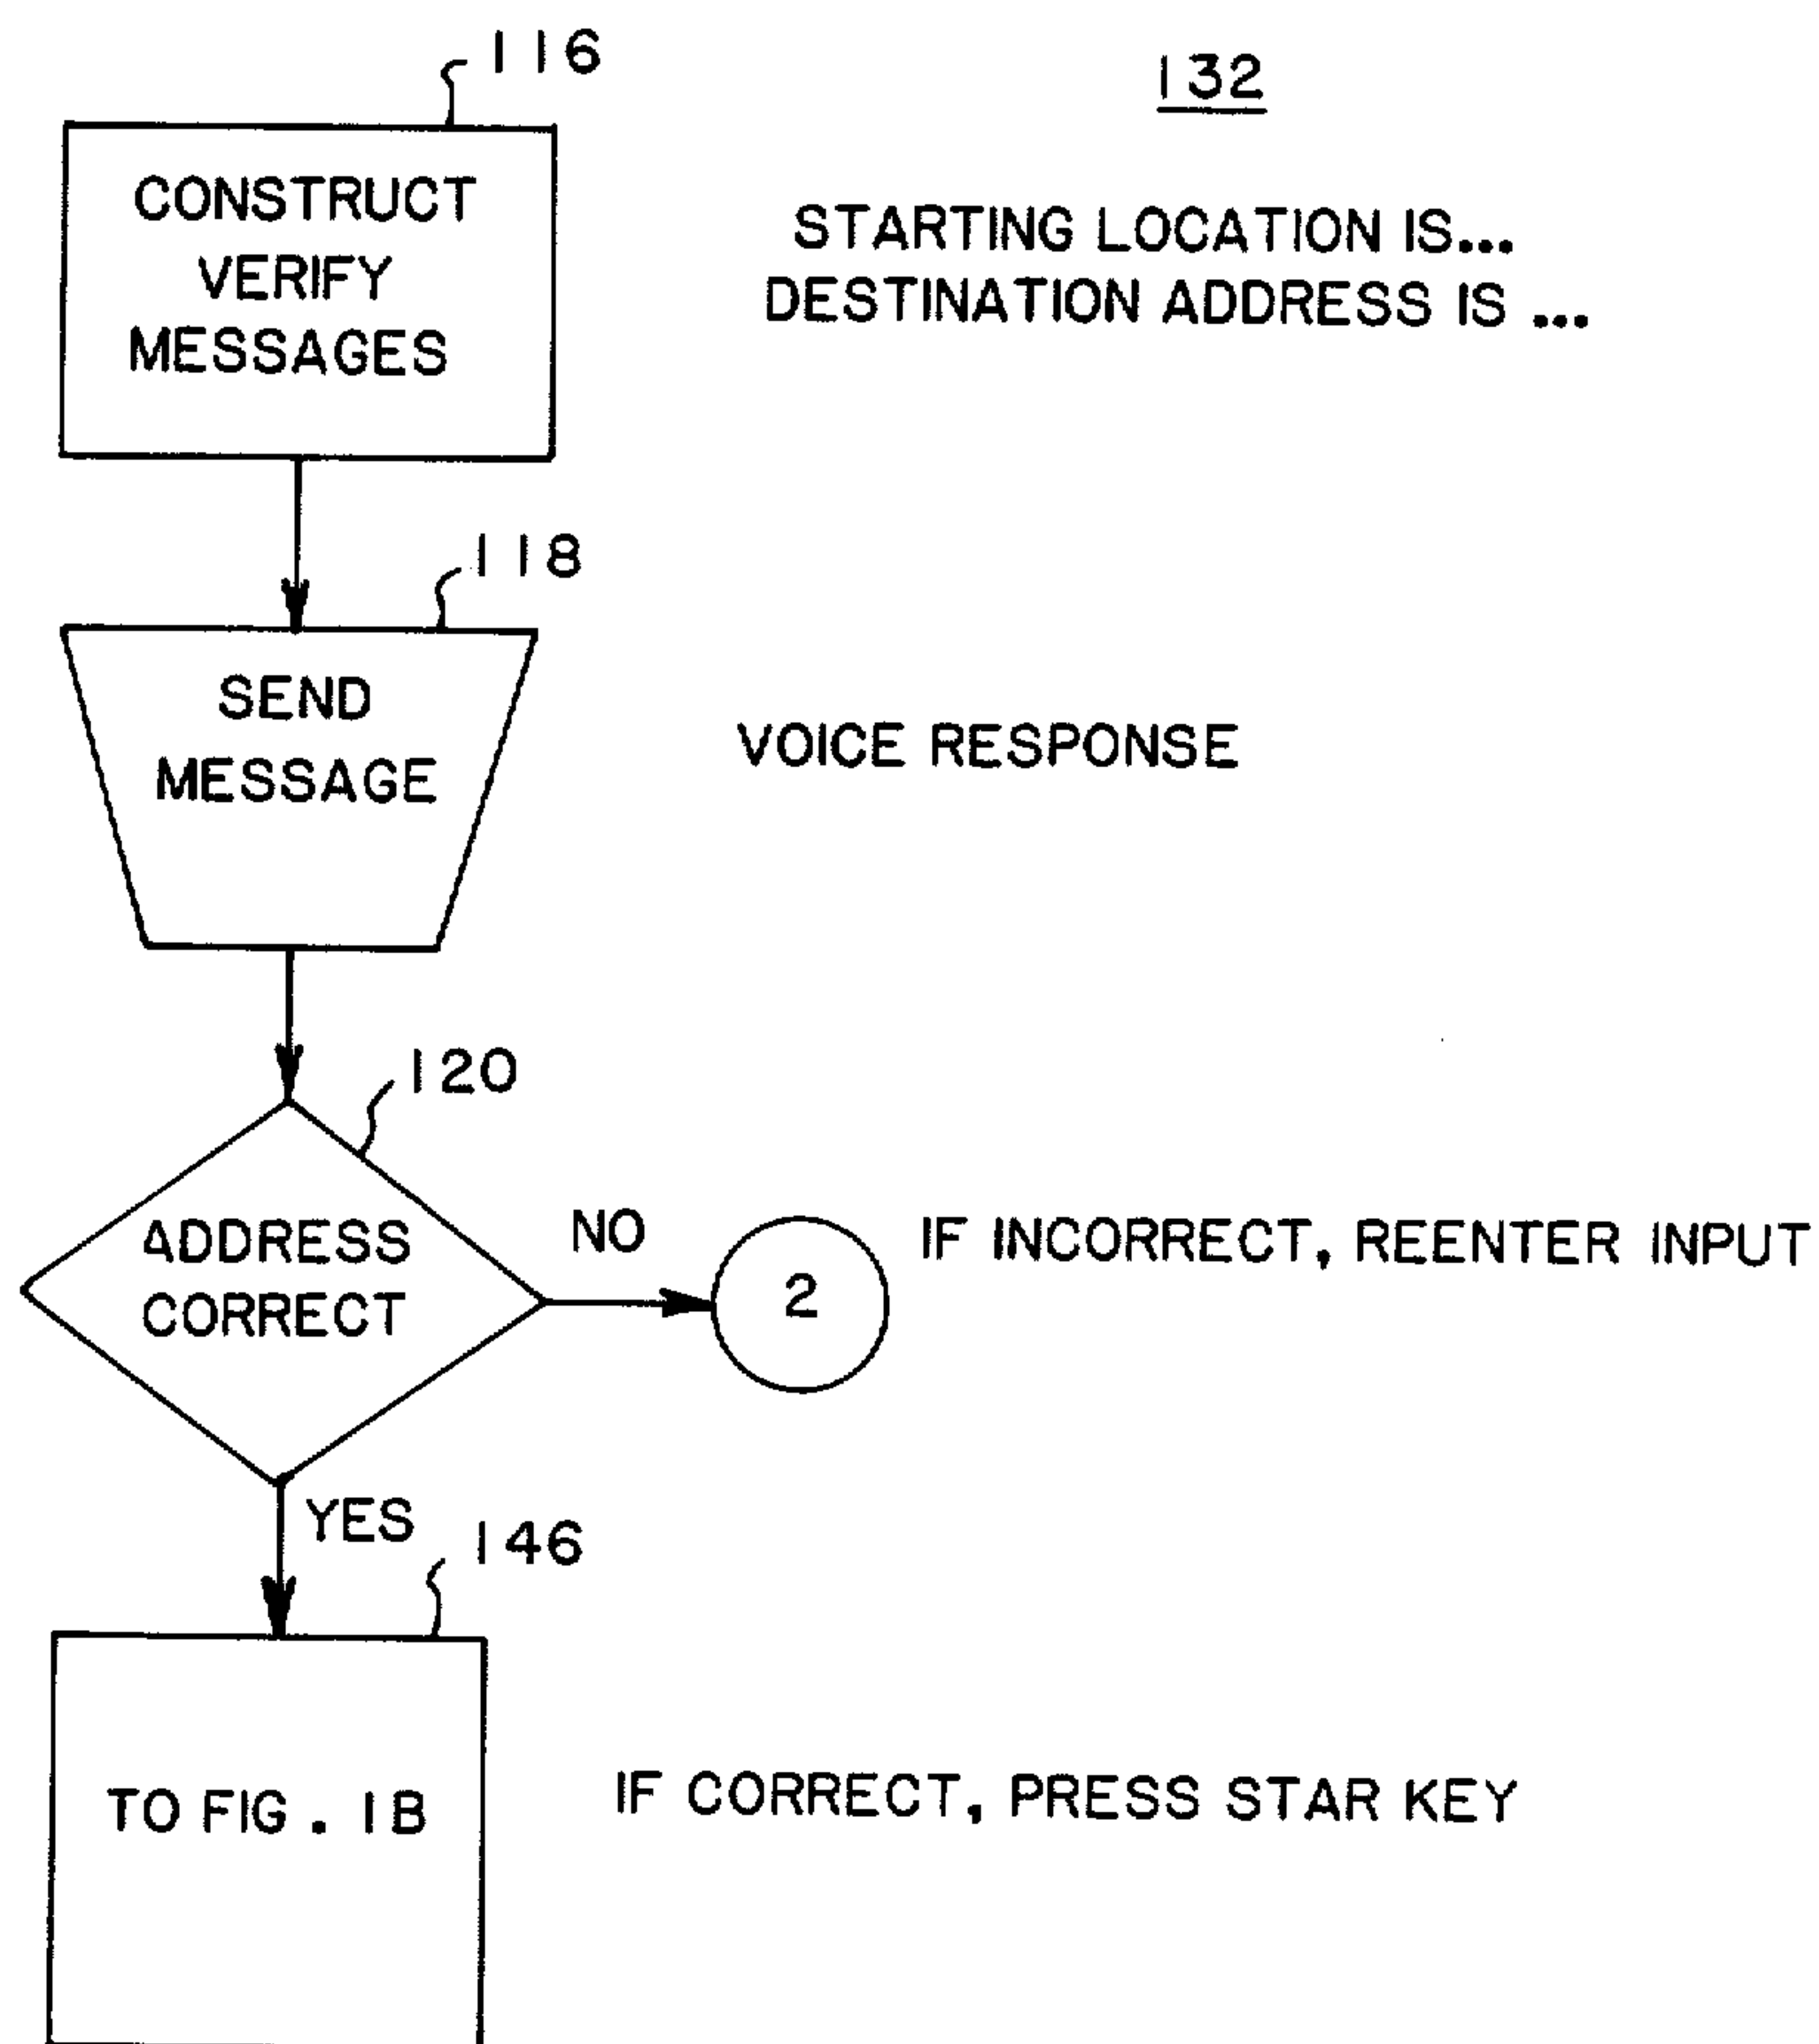 116
132
CONSTRUCT
VERIFY
MESSAGES
STARTING LOCATION IS...
DESTINATION ADDRESS IS ...
118
SEND
MESSAGE
VOICE RESPONSE
120
ADDRESS
CORRECT
NO
2
IF INCORRECT, REENTER INPUT
YES
146
TO FIG. 1B
IF CORRECT, PRESS STAR KEY